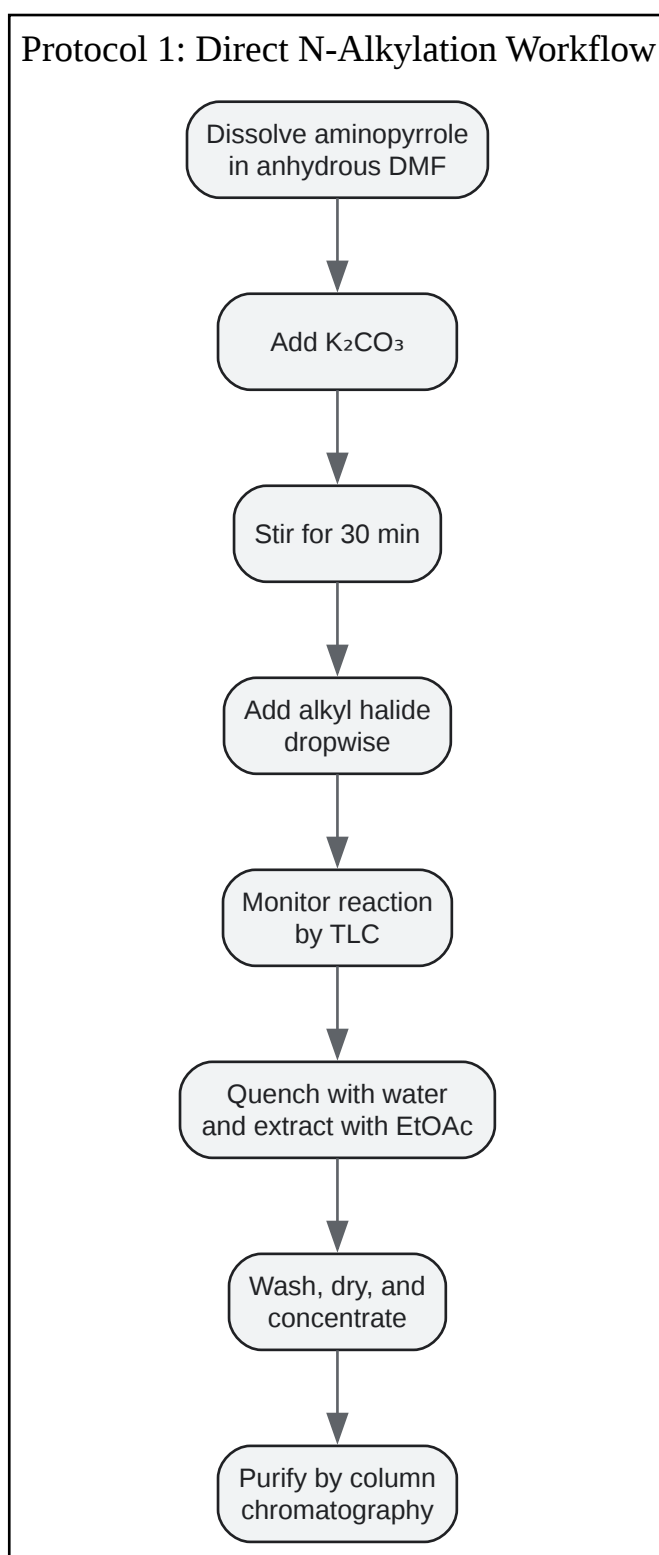 Protocol 1: Direct N-Alkylation Workflow
Dissolve aminopyrrole
in anhydrous DMF
Add K₂CO₃
Stir for 30 min
Add alkyl halide
dropwise
Monitor reaction
by TLC
Quench with water
and extract with EtOAc
Wash, dry, and
concentrate
Purify by column
chromatography